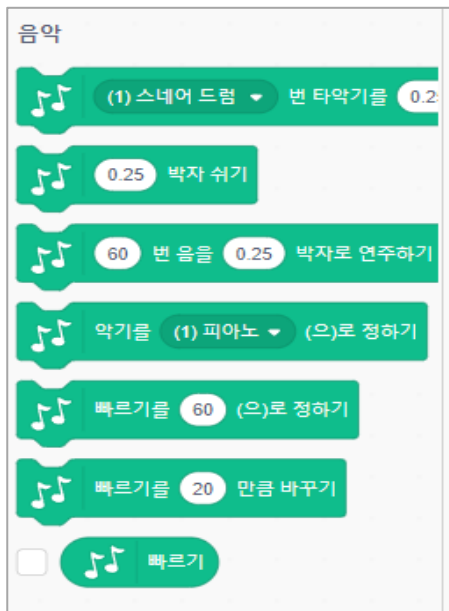 음악
(1) 스네어 드럼 번 타악기를 0.2
0.25 박자 쉬기
60 번 음을 0.25 박자로 연주하기
악기를 (1) 피아노 (으)로 정하기
빠르기를 60 (으)로 정하기
빠르기를 20 만큼 바꾸기
빠르기